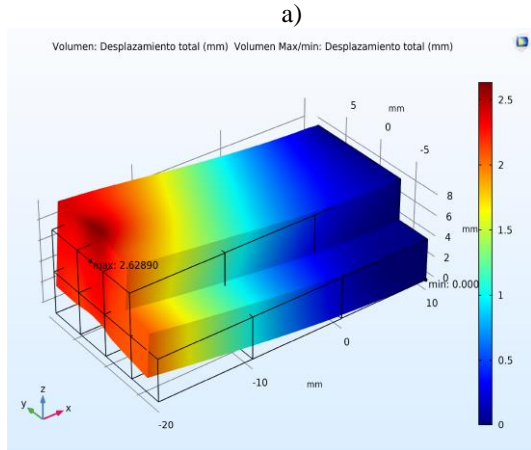 a)
Volumen: Desplazamiento total (mm) Volumen Max/min: Desplazamiento total (mm)
5
mm
0
-5
8
6
mm
4
2
0
max: 2.62890
min: 0.000
10
0
-10
mm
-20
2.5
2
1.5
1
0.5
0
z
y
x